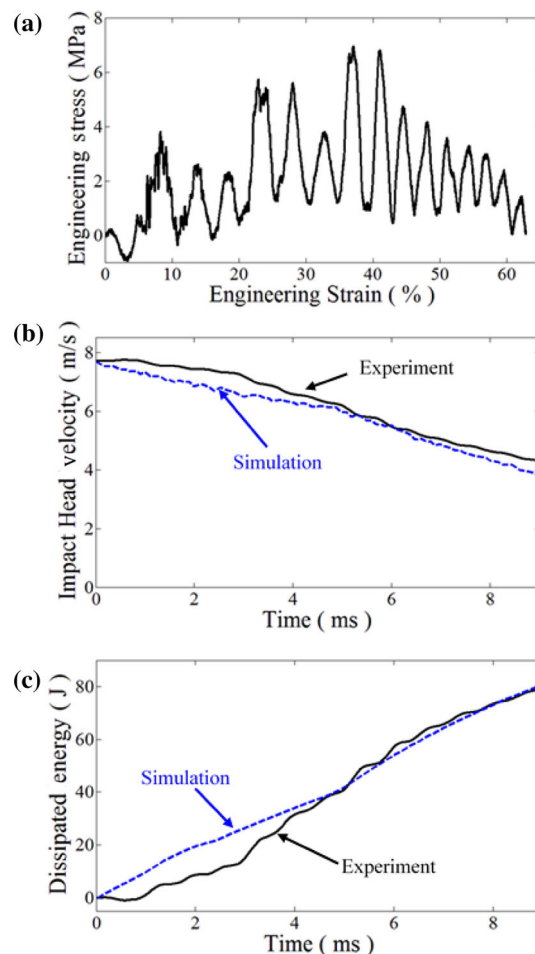 (a)
Engineering stress ( MPa)
8
6
4
2
0
0 10 20 30 40 50 60
Engineering Strain ( % )
(b)
Impact Head velocity ( m/s)
8
6
4
2
0
Experiment
Simulation
0 2 4 6 8
Time ( ms )
(c)
Dissipated energy ( J )
80
60
40
20
0
Simulation
Experiment
0 2 4 6 8
Time ( ms )